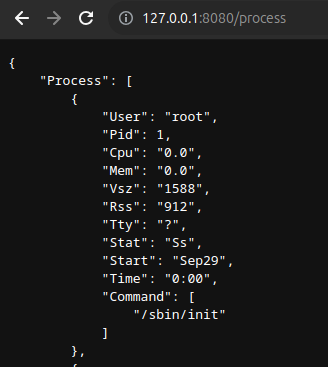 127.0.0.1:8080/process
{
    "Process": [
        {
            "User": "root",
            "Pid": 1,
            "Cpu": "0.0",
            "Mem": "0.0",
            "Vsz": "1588",
            "Rss": "912",
            "Tty": "?",
            "Stat": "Ss",
            "Start": "Sep29",
            "Time": "0:00",
            "Command": [
                "/sbin/init"
            ]
        },
        {